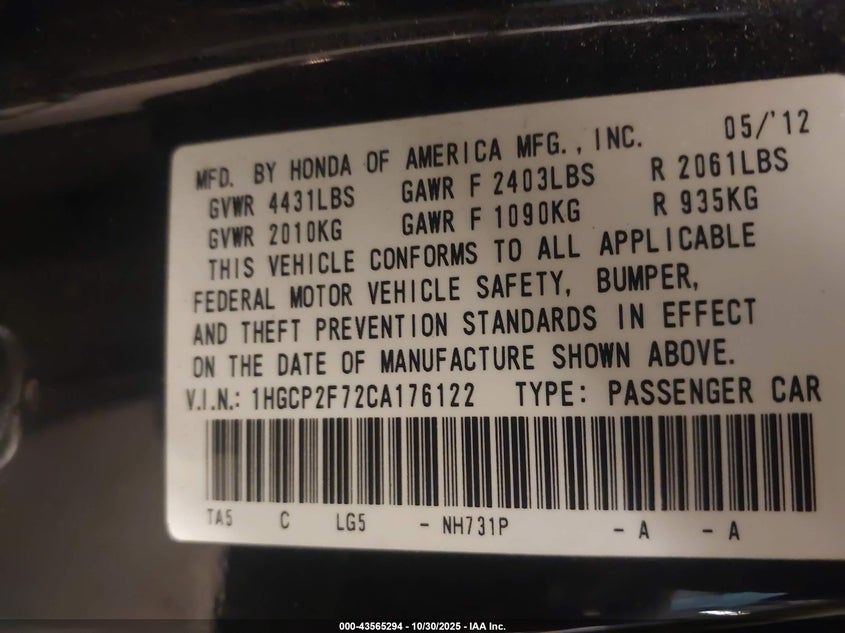 MFD. BY HONDA OF AMERICA MFG., INC. 05/'12
GVWR 4431LBS GAWR F 2403LBS R 2061LBS
GVWR 2010KG GAWR F 1090KG R 935KG
THIS VEHICLE CONFORMS TO ALL APPLICABLE
FEDERAL MOTOR VEHICLE SAFETY, BUMPER,
AND THEFT PREVENTION STANDARDS IN EFFECT
ON THE DATE OF MANUFACTURE SHOWN ABOVE.
V.I.N.: 1HGCP2F72CA176122 TYPE: PASSENGER CAR
TA5 C LG5 - NH731P - A - A
000-43565294 - 10/30/2025 - IAA Inc.